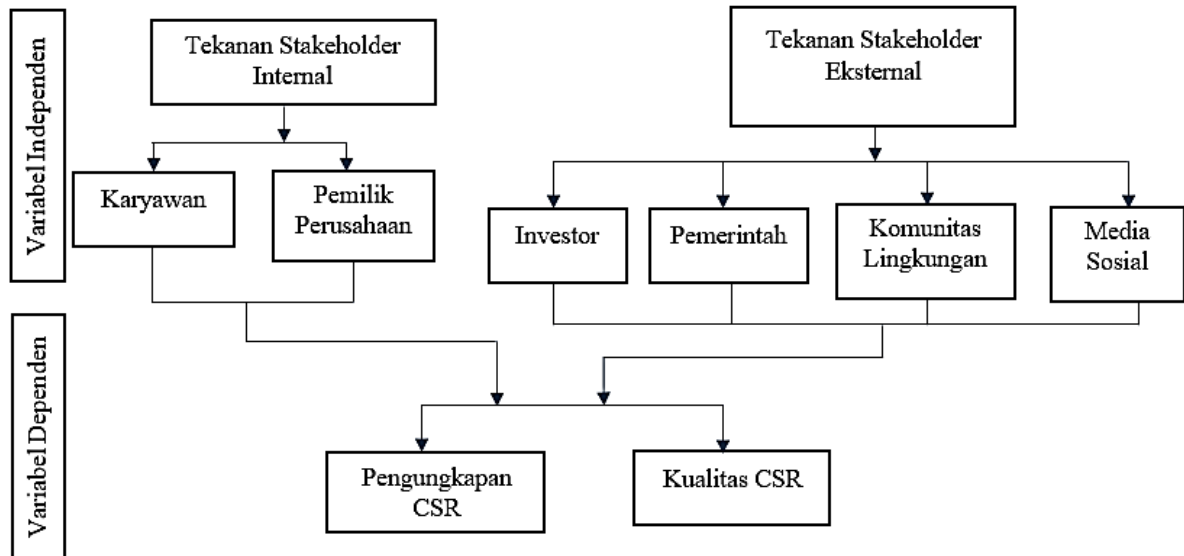 Variabel Independen
Tekanan Stakeholder
Internal
Tekanan Stakeholder
Eksternal
Karyawan
Pemilik
Perusahaan
Investor
Pemerintah
Komunitas
Lingkungan
Media
Sosial
Variabel Dependen
Pengungkapan
CSR
Kualitas CSR